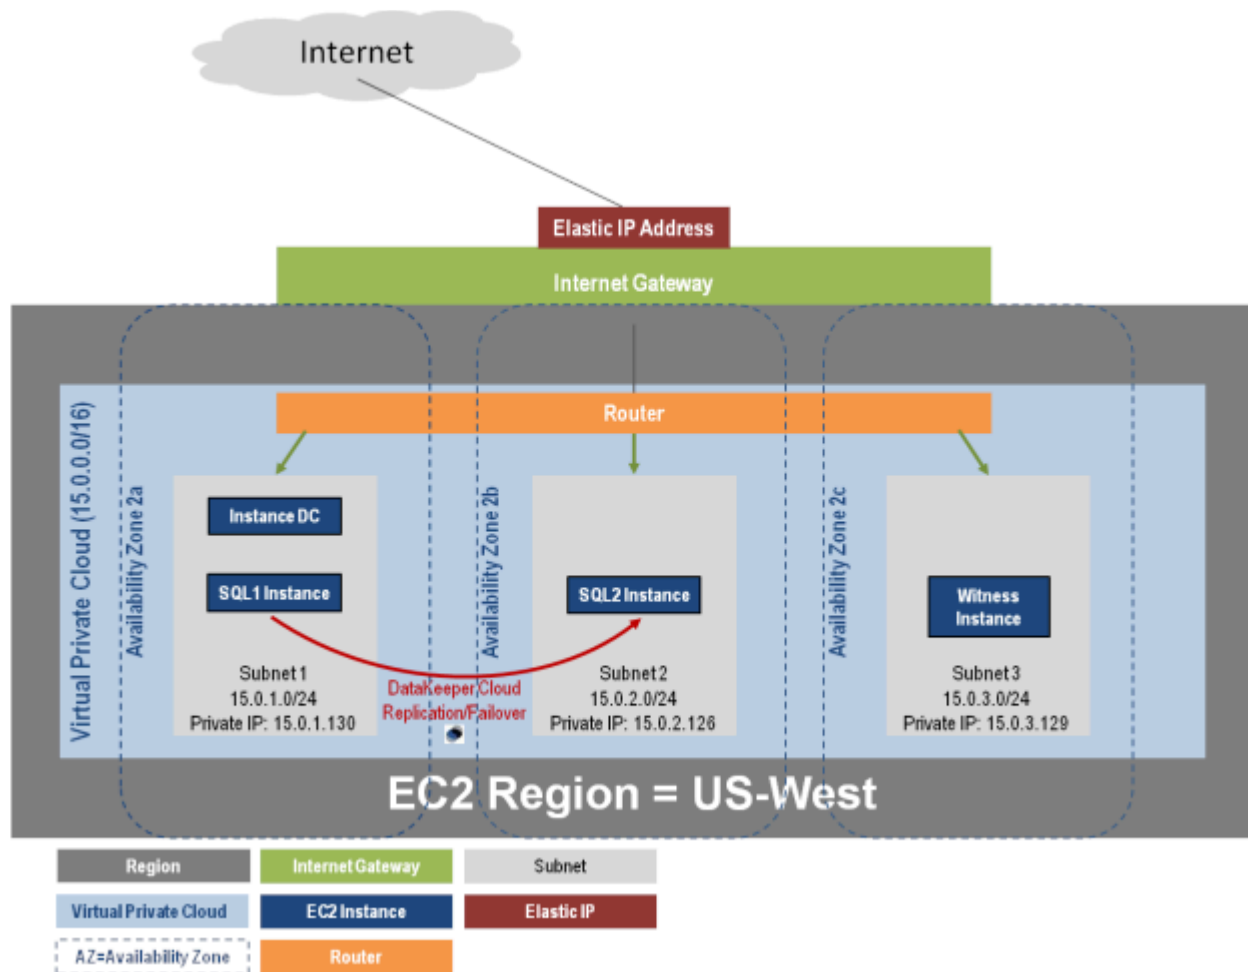 Internet
Elastic IP Address
Internet Gateway
Router
Virtual Private Cloud (15.0.0.0/16)
Availability Zone 2a
Instance DC
SQL1 Instance
Subnet 1
15.0.1.0/24
Private IP: 15.0.1.130
DataKeeper Cloud
Replication/Failover
Availability Zone 2b
SQL2 Instance
Subnet 2
15.0.2.0/24
Private IP: 15.0.2.126
Availability Zone 2c
Witness
Instance
Subnet 3
15.0.3.0/24
Private IP: 15.0.3.129
EC2 Region = US-West
Region
Internet Gateway
Subnet
Virtual Private Cloud
EC2 Instance
Elastic IP
AZ=Availability Zone
Router